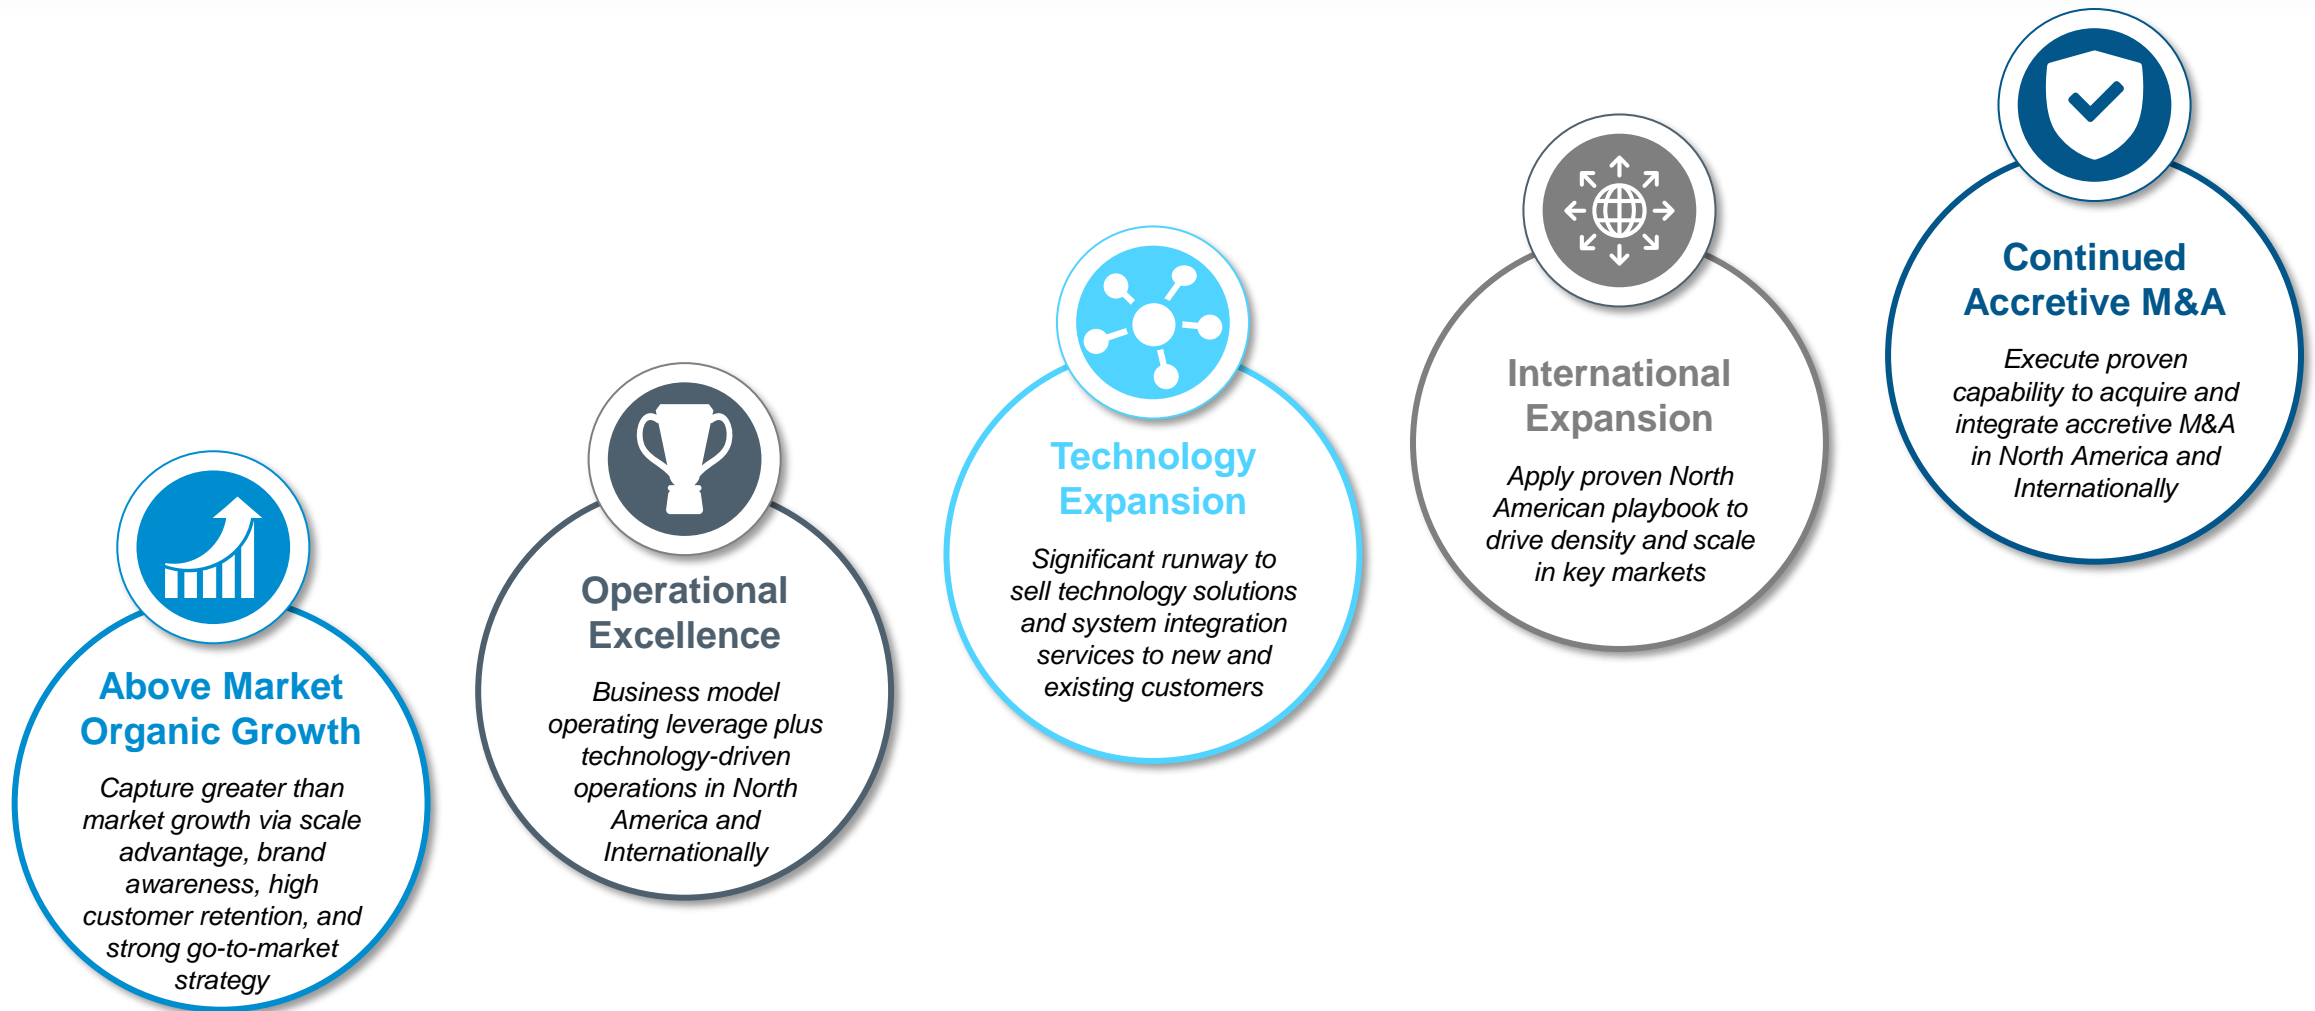 Above Market
Organic Growth
Capture greater than
market growth via scale
advantage, brand
awareness, high
customer retention, and
strong go-to-market
strategy
Operational
Excellence
Business model
operating leverage plus
technology-driven
operations in North
America and
Internationally
Technology
Expansion
Significant runway to
sell technology solutions
and system integration
services to new and
existing customers
International
Expansion
Apply proven North
American playbook to
drive density and scale
in key markets
Continued
Accretive M&A
Execute proven
capability to acquire and
integrate accretive M&A
in North America and
Internationally